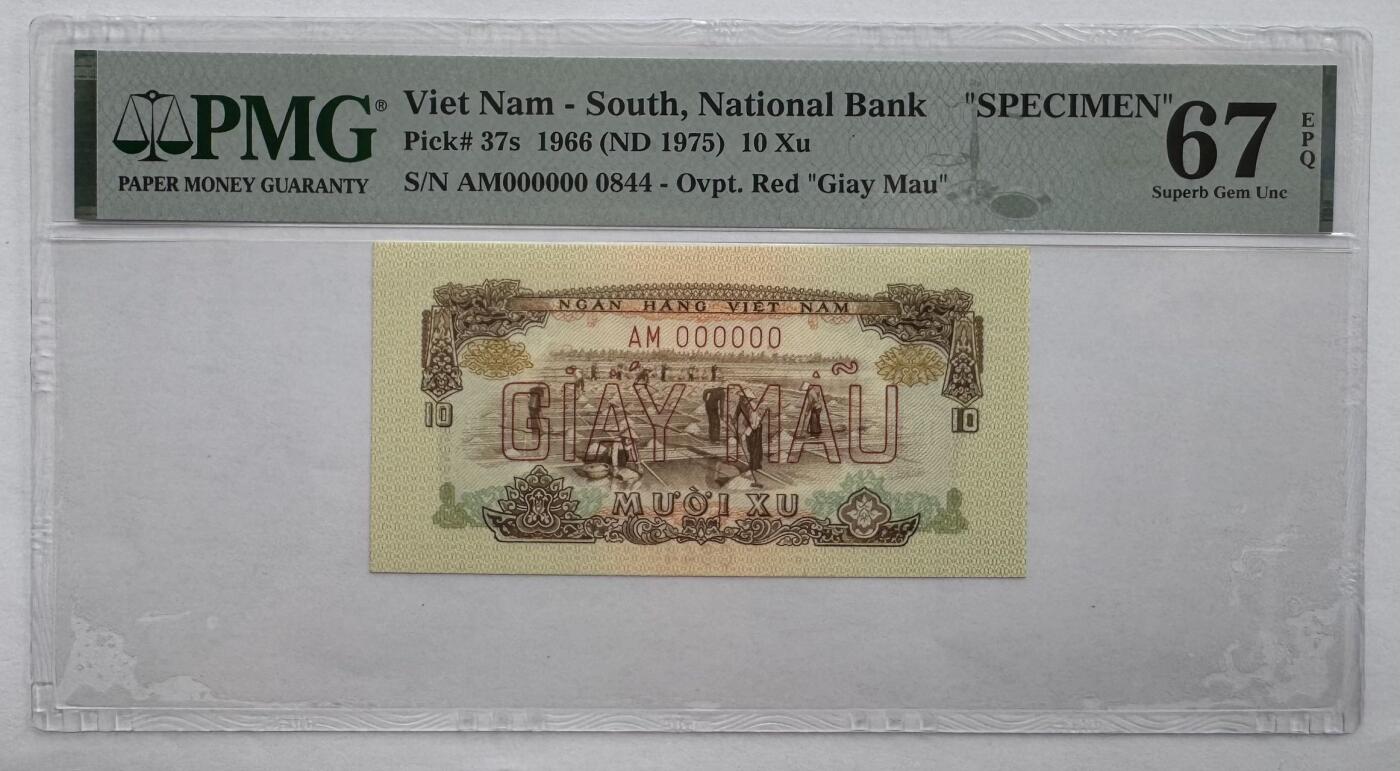 PMG®
PAPER MONEY GUARANTY
Viet Nam - South, National Bank "SPECIMEN"
Pick# 37s 1966 (ND 1975) 10 Xu
S/N AM000000 0844 - Ovpt. Red "Giay Mau"
67
EPQ
Superb Gem Unc
NGÂN HÀNG VIỆT NAM
AM 000000
GIẤY MẪU
10 10
MƯỜI XU